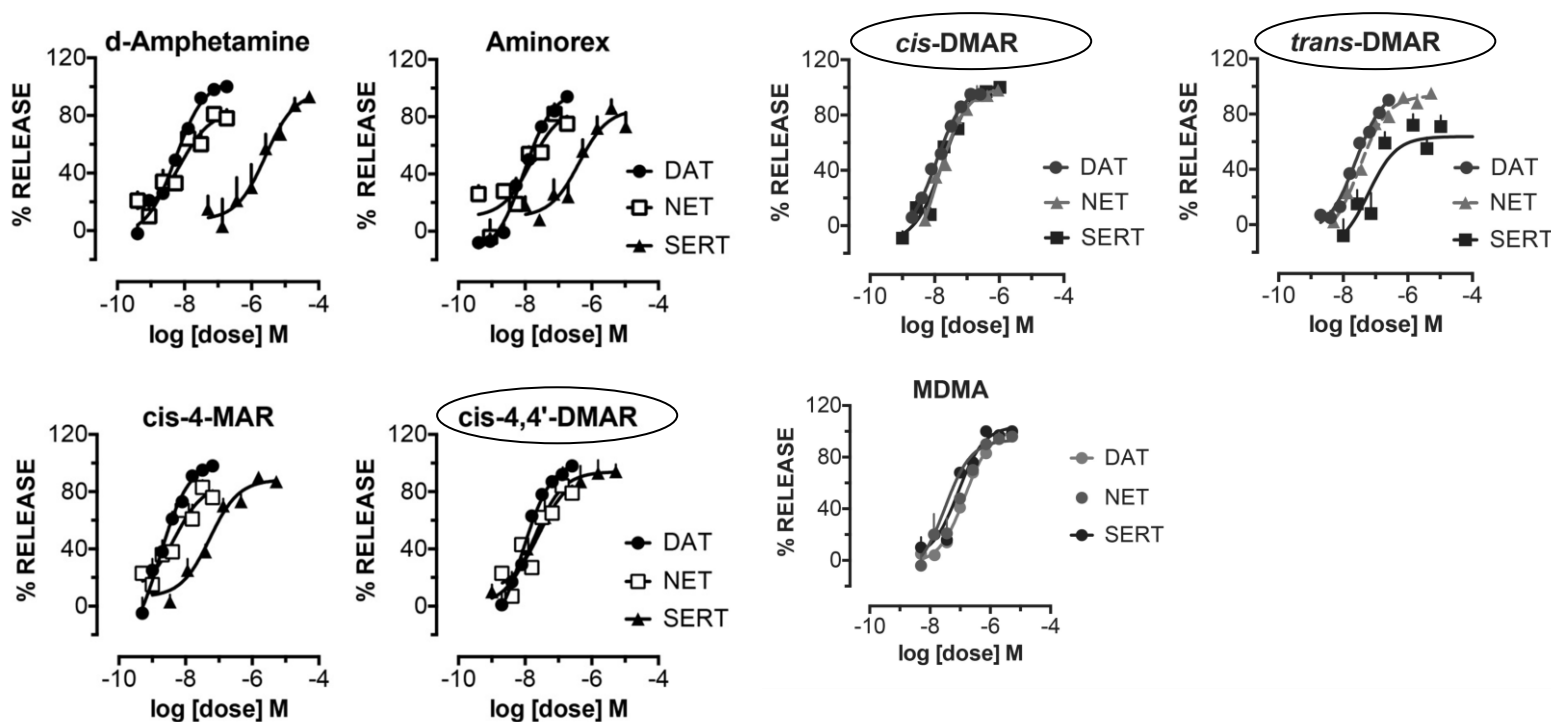 d-Amphetamine
% RELEASE
120
80
40
0
-10
-8
-6
-4
log [dose] M
Aminorex
% RELEASE
120
80
40
0
DAT
NET
SERT
-10
-8
-6
-4
log [dose] M
cis-DMAR
% RELEASE
120
80
40
0
DAT
NET
SERT
-10
-8
-6
-4
log [dose] M
trans-DMAR
% RELEASE
120
80
40
0
DAT
NET
SERT
-10
-8
-6
-4
log [dose] M
cis-4-MAR
% RELEASE
120
80
40
0
-10
-8
-6
-4
log [dose] M
cis-4,4'-DMAR
% RELEASE
120
80
40
0
DAT
NET
SERT
-10
-8
-6
-4
log [dose] M
MDMA
% RELEASE
120
80
40
0
DAT
NET
SERT
-10
-8
-6
-4
log [dose] M